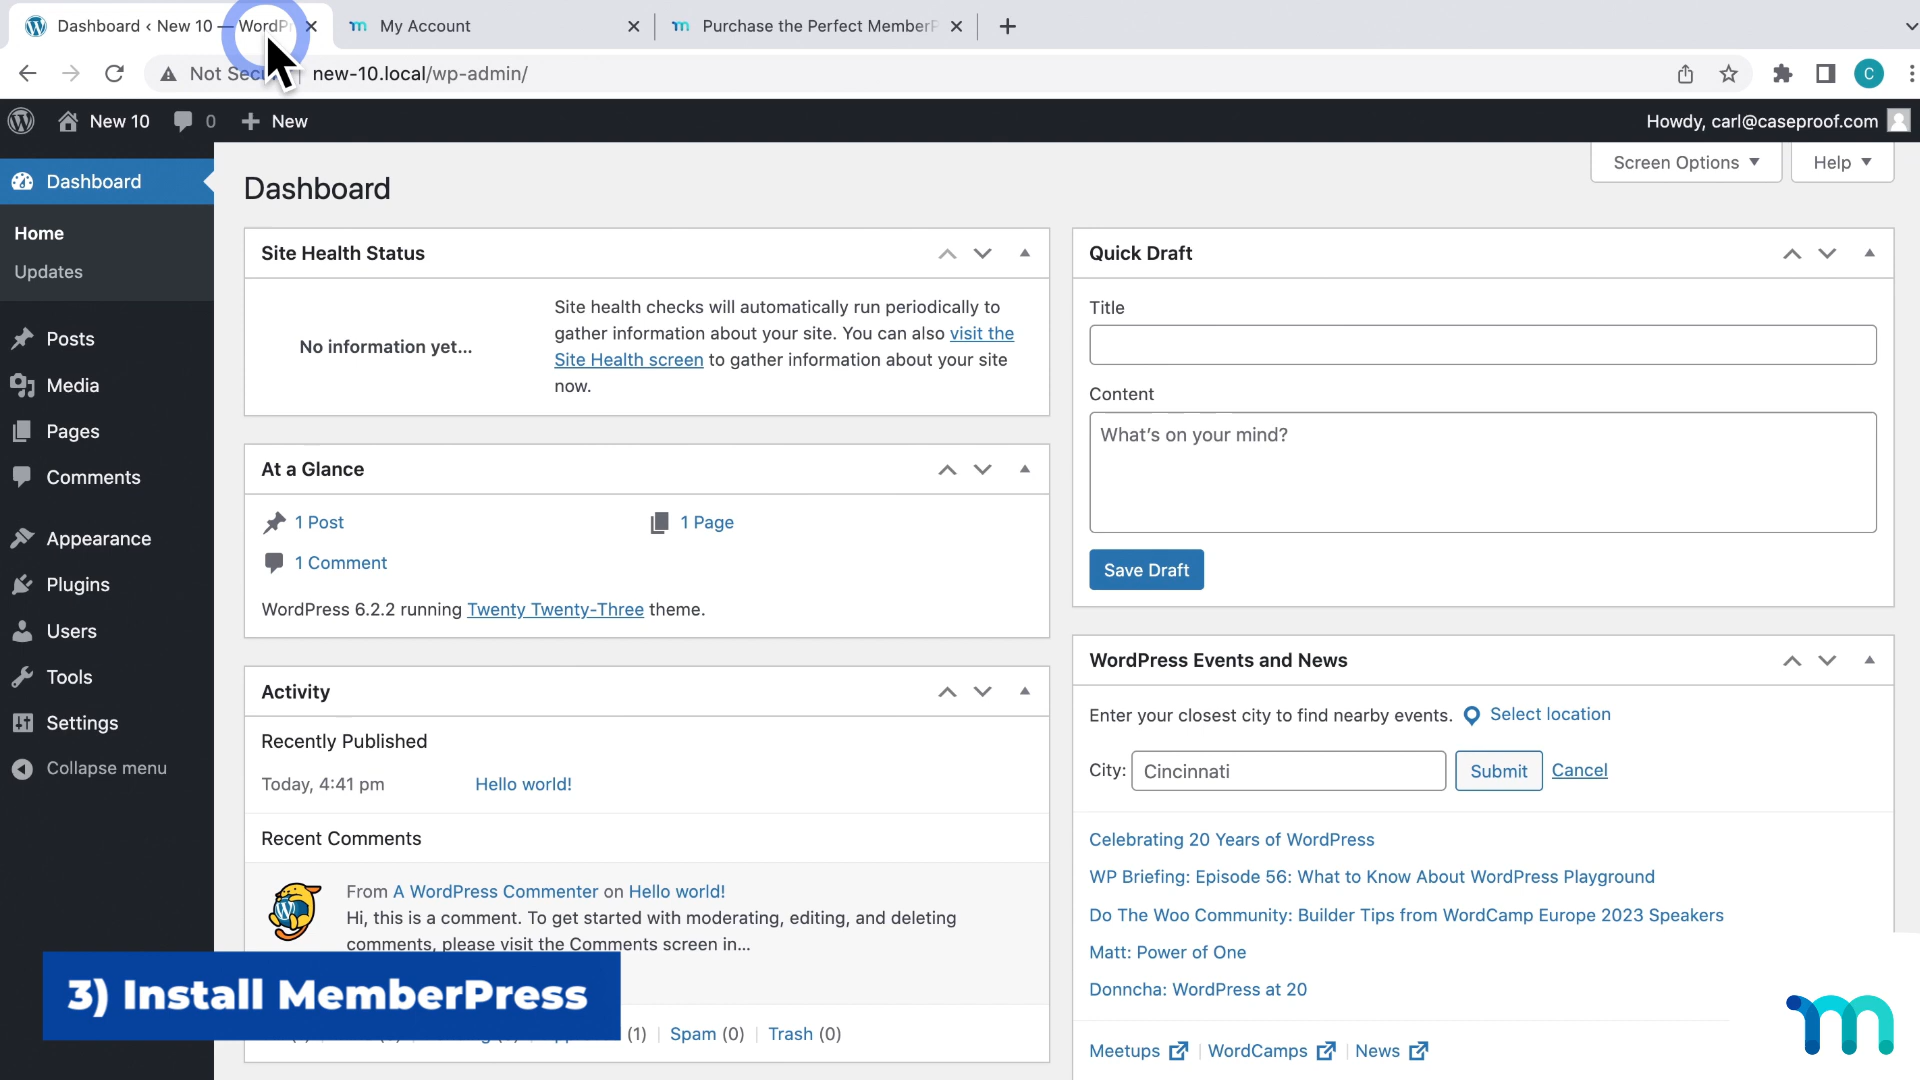 Dashboard ‹ New 10 — WordPr
My Account
Purchase the Perfect MemberP
new-10.local/wp-admin/
New 10
0
New
Howdy, carl@caseproof.com
Dashboard
Home
Updates
Posts
Media
Pages
Comments
Appearance
Plugins
Users
Tools
Settings
Collapse menu
Screen Options
Help
Dashboard
Site Health Status
No information yet...
Site health checks will automatically run periodically to
gather information about your site. You can also visit the
Site Health screen to gather information about your site
now.
At a Glance
1 Post
1 Page
1 Comment
WordPress 6.2.2 running Twenty Twenty-Three theme.
Activity
Recently Published
Today, 4:41 pm
Hello world!
Recent Comments
From A WordPress Commenter on Hello world!
Hi, this is a comment. To get started with moderating, editing, and deleting
comments, please visit the Comments screen in...
(1) | Spam (0) | Trash (0)
3) Install MemberPress
Quick Draft
Title
Content
What's on your mind?
Save Draft
WordPress Events and News
Enter your closest city to find nearby events.
Select location
City:
Cincinnati
Submit
Cancel
Celebrating 20 Years of WordPress
WP Briefing: Episode 56: What to Know About WordPress Playground
Do The Woo Community: Builder Tips from WordCamp Europe 2023 Speakers
Matt: Power of One
Donncha: WordPress at 20
Meetups | WordCamps | News
C
m